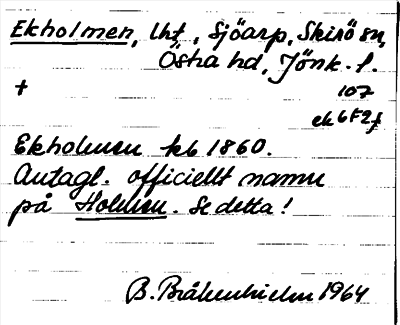 Ekholmen, lht, Sjöarp, Skirö sn,
Östra hd, Jönk. l.
+ 107
ek 6F2f
Ekholmen kb 1860.
Antagl. officiellt namn
på Holmen. Se detta!
B. Bråkenhielm 1964